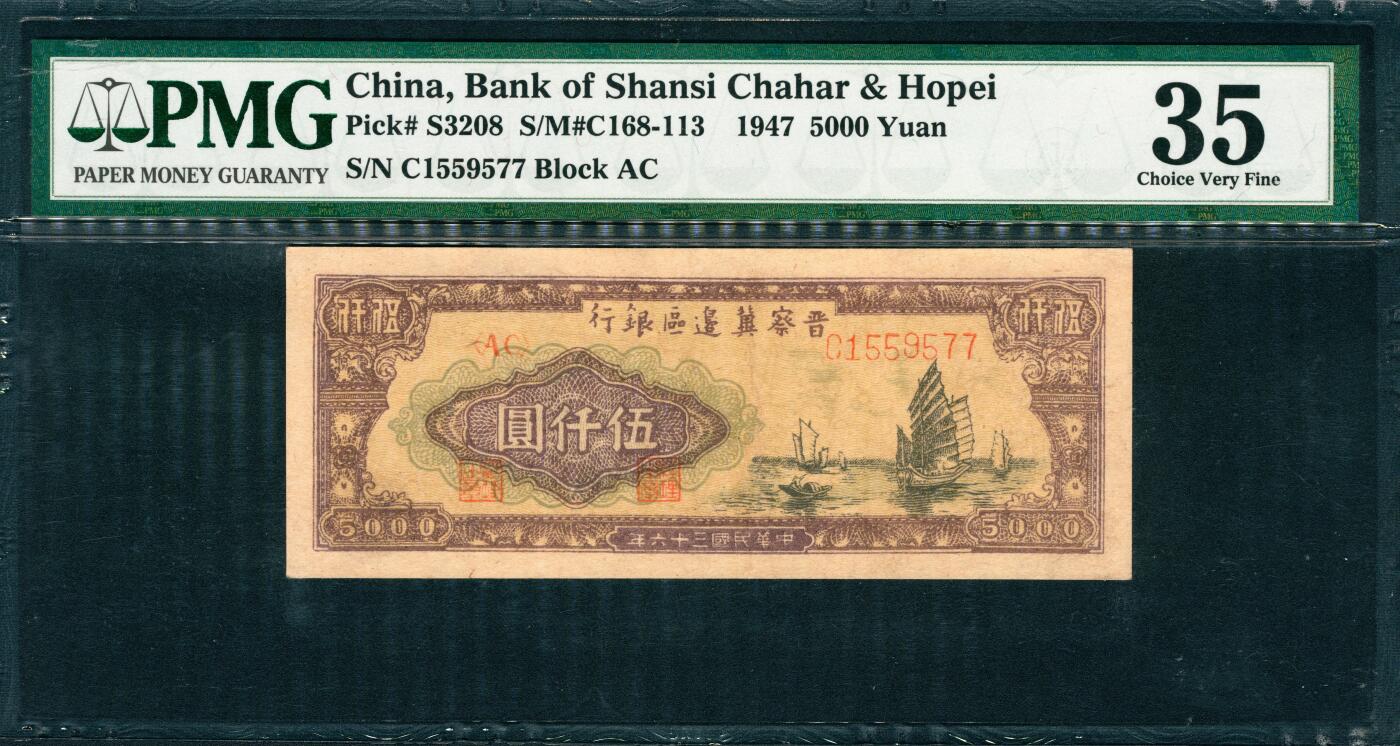 PMG
PAPER MONEY GUARANTY
China, Bank of Shansi Chahar & Hopei
Pick# S3208 S/M#C168-113 1947 5000 Yuan
S/N C1559577 Block AC
35
Choice Very Fine
伍仟
伍仟
晋察冀邊區銀行
AC
C1559577
伍仟圓
5000
中華民國三十六年
5000